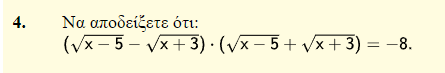 4. Να αποδείξετε ότι:
(√x − 5 − √x + 3) · (√x − 5 + √x + 3) = −8.